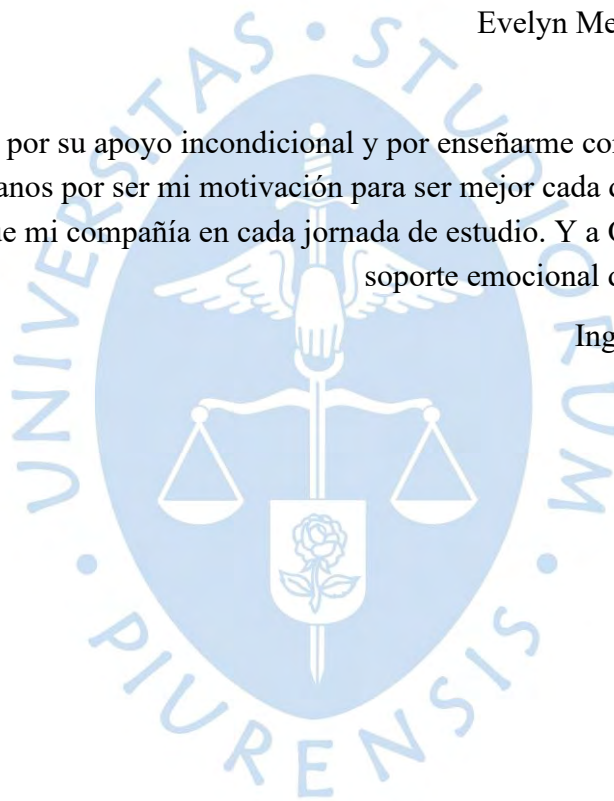 Evelyn Me
por su apoyo incondicional y por enseñarme co
anos por ser mi motivación para ser mejor cada
e mi compañía en cada jornada de estudio. Y a
soporte emocional
Ing
UNIVERSITAS • STUDIORUM • PIURENSIS •